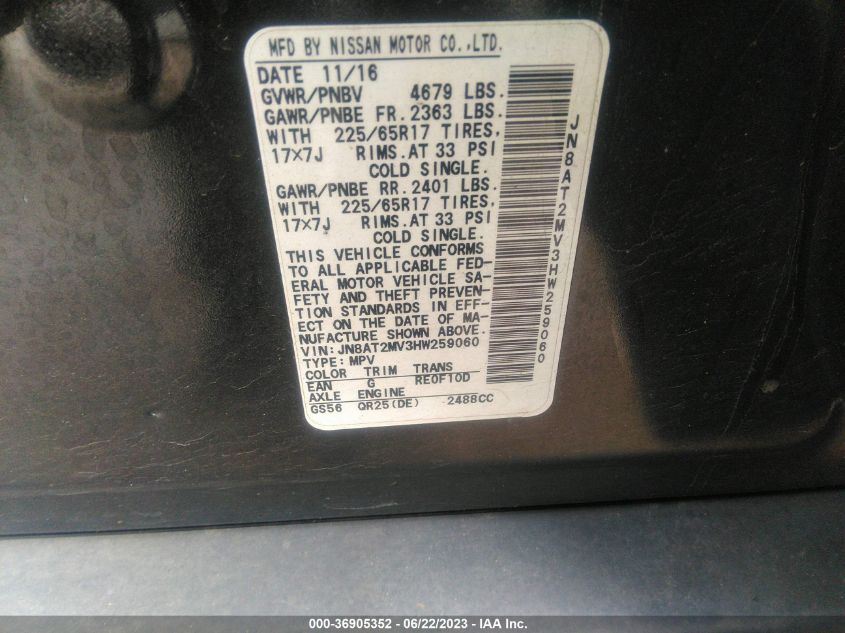 MFD BY NISSAN MOTOR CO.,LTD.
DATE 11/16
GVWR/PNBV 4679 LBS.
GAWR/PNBE FR. 2363 LBS.
WITH 225/65R17 TIRES,
17×7J RIMS.AT 33 PSI
COLD SINGLE.
GAWR/PNBE RR. 2401 LBS.
WITH 225/65R17 TIRES,
17×7J RIMS.AT 33 PSI
COLD SINGLE.
THIS VEHICLE CONFORMS
TO ALL APPLICABLE FED-
ERAL MOTOR VEHICLE SA-
FETY AND THEFT PREVEN-
TION STANDARDS IN EFF-
ECT ON THE DATE OF MA-
NUFACTURE SHOWN ABOVE.
VIN: JN8AT2MV3HW259060
TYPE: MPV
COLOR TRIM TRANS
EAN G RE0F10D
AXLE ENGINE
GS56 QR25(DE) 2488CC
JN8AT2MV3HW259060
000-36905352 - 06/22/2023 - IAA Inc.